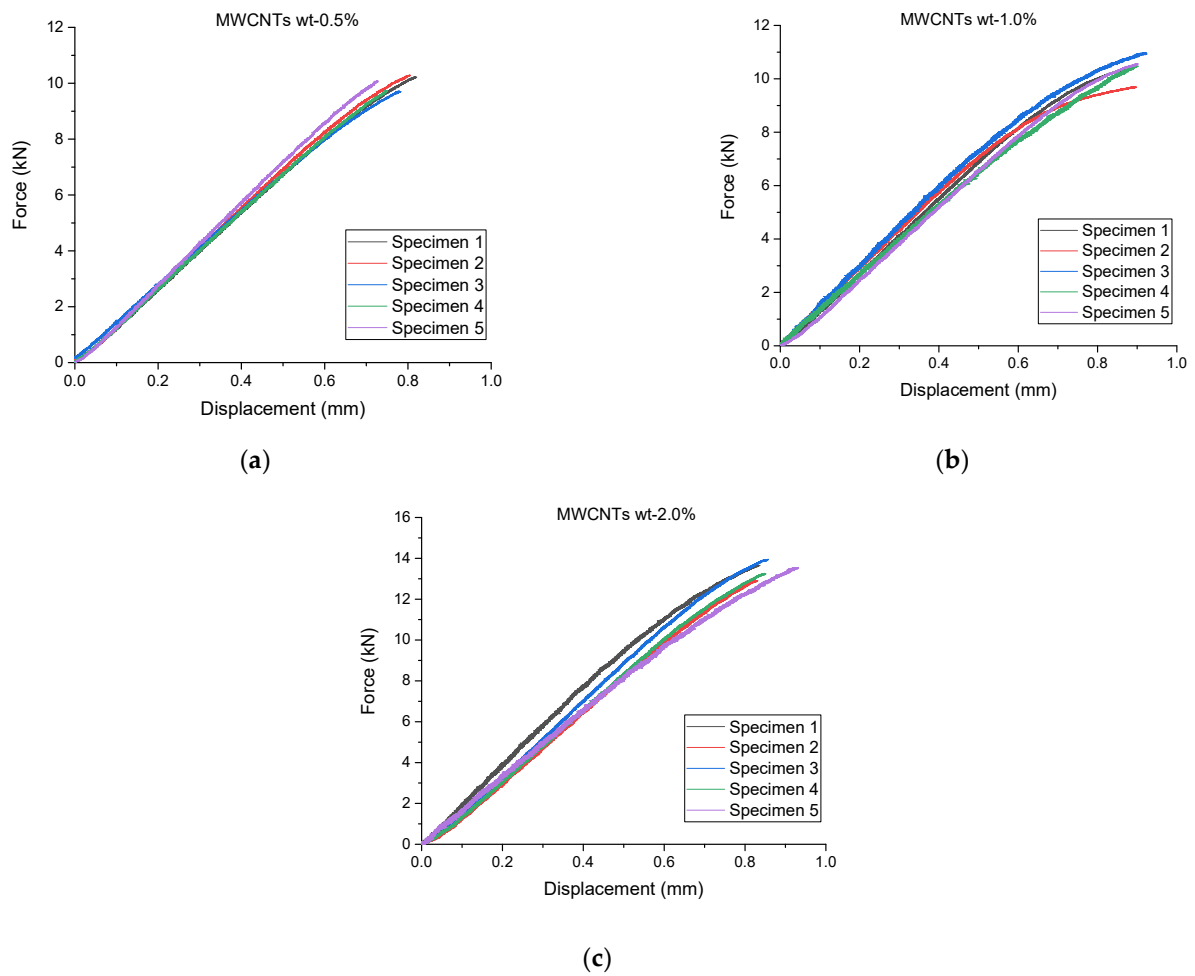 MWCNTs wt-0.5%
12
10
8
6
4
2
0
Force (kN)
Specimen 1
Specimen 2
Specimen 3
Specimen 4
Specimen 5
0.0 0.2 0.4 0.6 0.8 1.0
Displacement (mm)
(a)
MWCNTs wt-1.0%
12
10
8
6
4
2
0
Force (kN)
Specimen 1
Specimen 2
Specimen 3
Specimen 4
Specimen 5
0.0 0.2 0.4 0.6 0.8 1.0
Displacement (mm)
(b)
MWCNTs wt-2.0%
16
14
12
10
8
6
4
2
0
Force (kN)
Specimen 1
Specimen 2
Specimen 3
Specimen 4
Specimen 5
0.0 0.2 0.4 0.6 0.8 1.0
Displacement (mm)
(c)